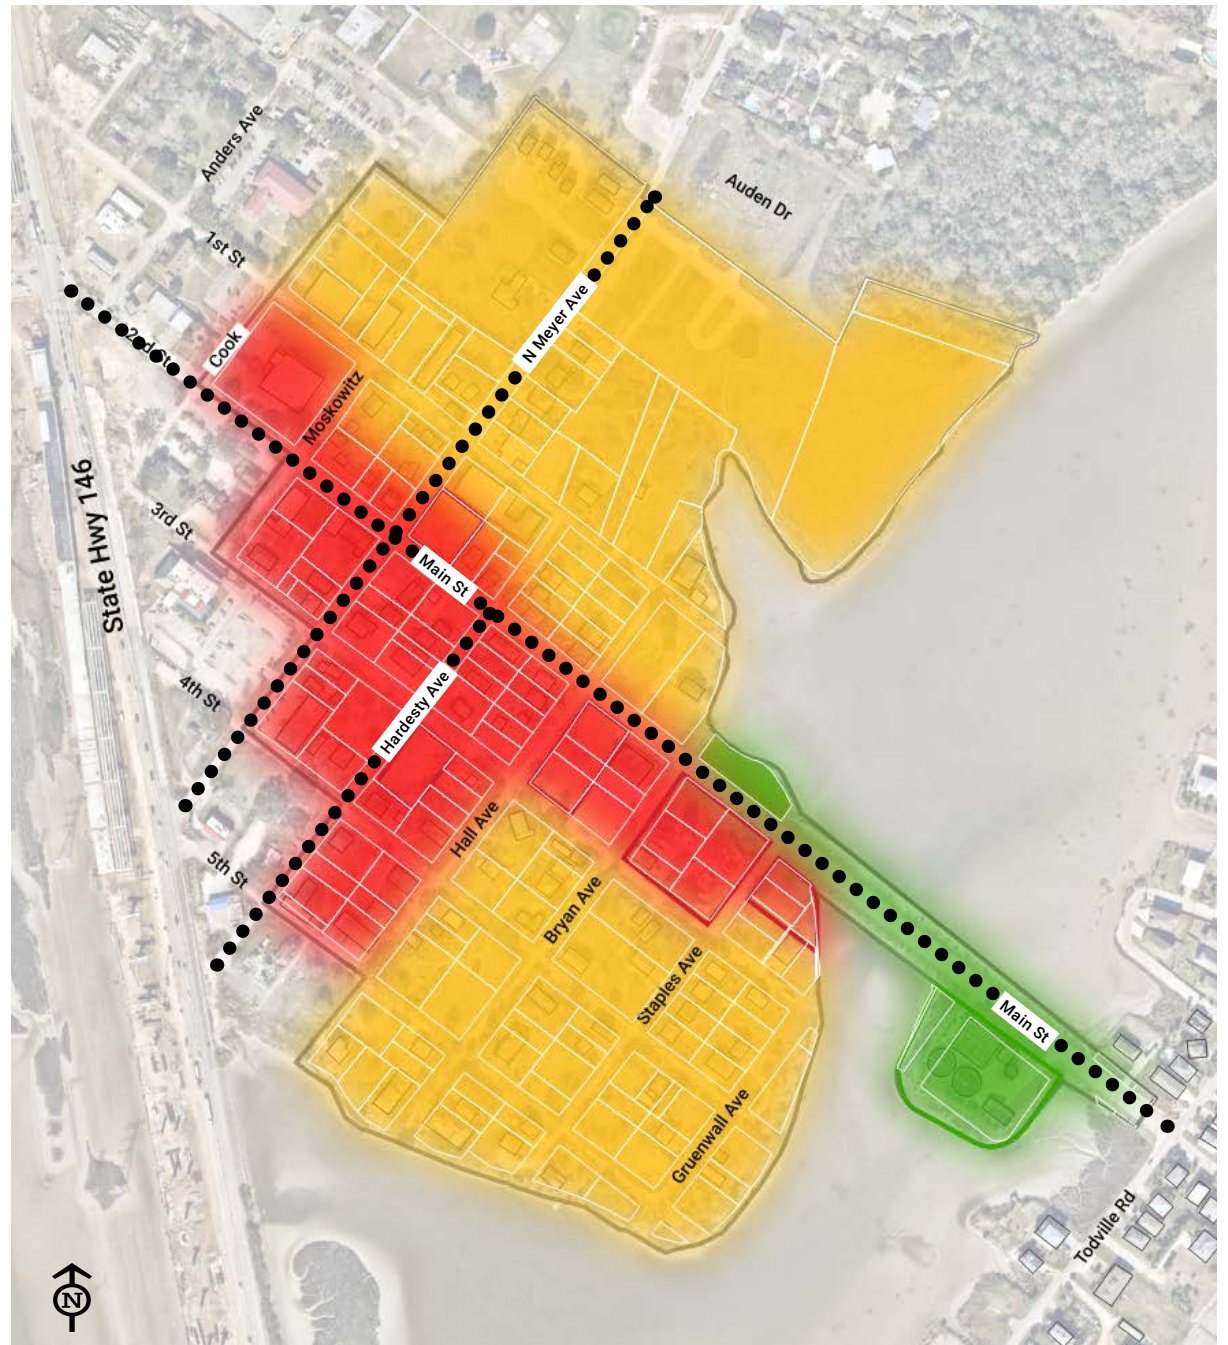 Anders Ave
Auden Dr
1st St
N Meyer Ave
2nd St
Cook
Moskowitz
State Hwy 146
3rd St
Main St
4th St
Hardesty Ave
Hall Ave
5th St
Bryan Ave
Staples Ave
Main St
Gruenwall Ave
Todville Rd
N